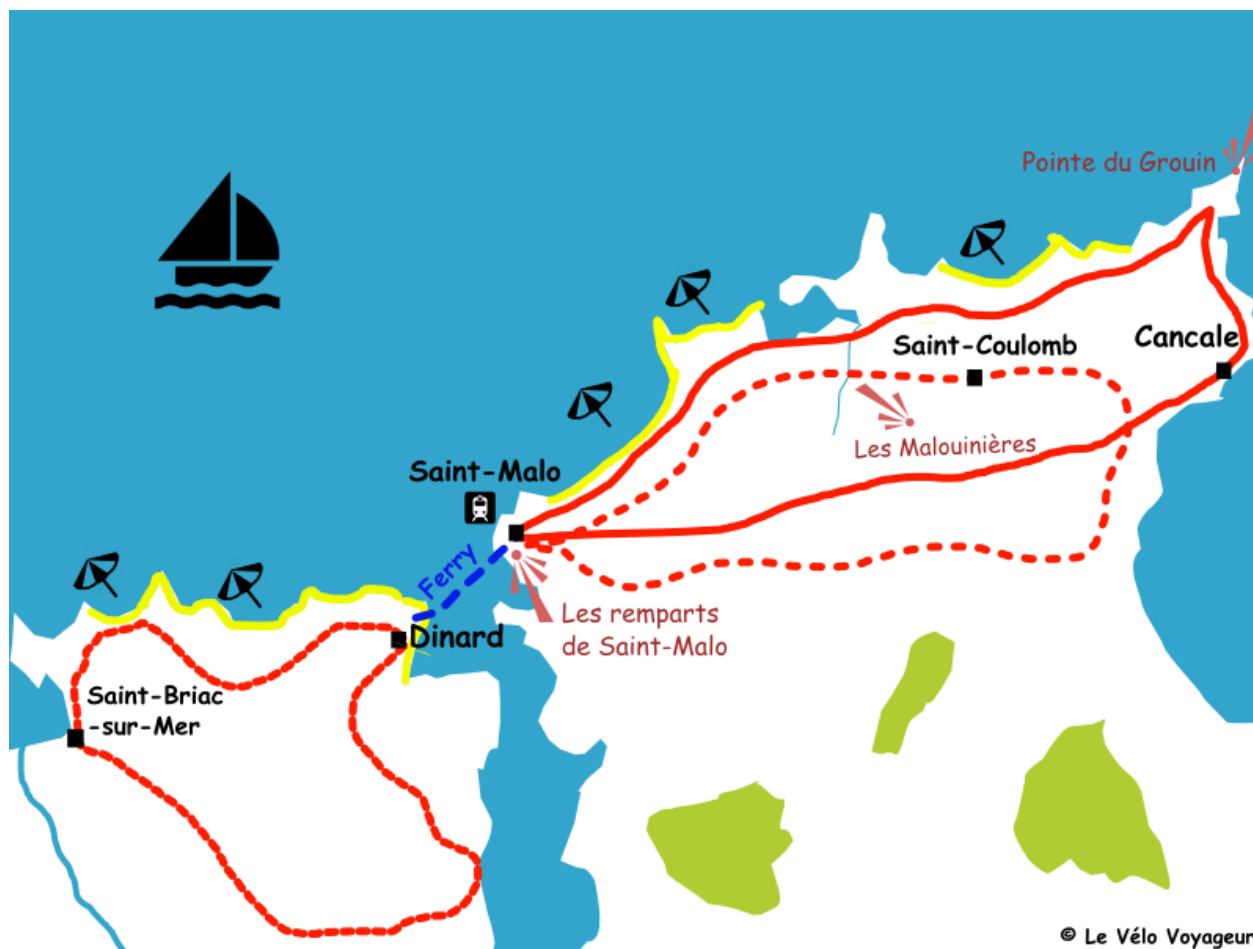 Pointe du Grouin
Saint-Coulomb
Cancale
Les Malouinières
Saint-Malo
Ferry
Les remparts
de Saint-Malo
Dinard
Saint-Briac
-sur-Mer
© Le Vélo Voyageur